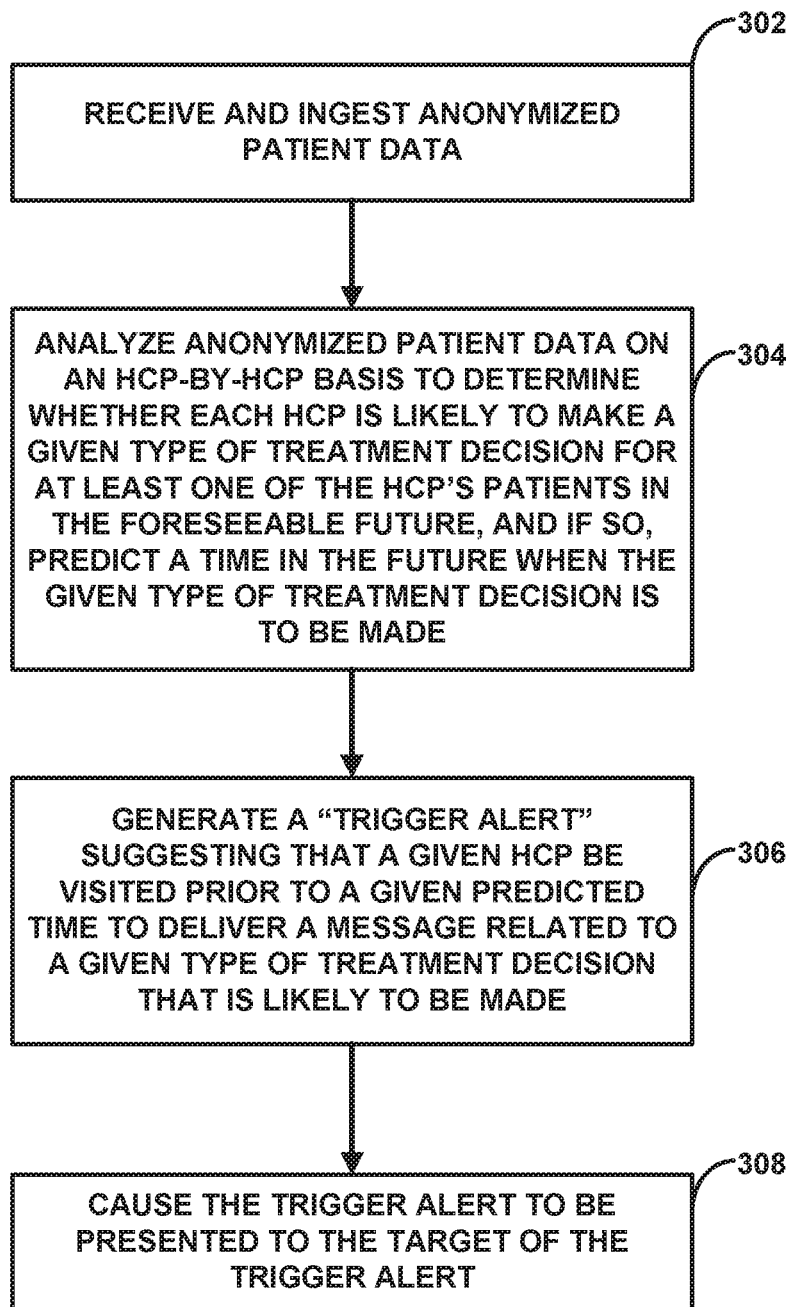 302
RECEIVE AND INGEST ANONYMIZED
PATIENT DATA
304
ANALYZE ANONYMIZED PATIENT DATA ON
AN HCP-BY-HCP BASIS TO DETERMINE
WHETHER EACH HCP IS LIKELY TO MAKE A
GIVEN TYPE OF TREATMENT DECISION FOR
AT LEAST ONE OF THE HCP'S PATIENTS IN
THE FORESEEABLE FUTURE, AND IF SO,
PREDICT A TIME IN THE FUTURE WHEN THE
GIVEN TYPE OF TREATMENT DECISION IS
TO BE MADE
306
GENERATE A “TRIGGER ALERT”
SUGGESTING THAT A GIVEN HCP BE
VISITED PRIOR TO A GIVEN PREDICTED
TIME TO DELIVER A MESSAGE RELATED TO
A GIVEN TYPE OF TREATMENT DECISION
THAT IS LIKELY TO BE MADE
308
CAUSE THE TRIGGER ALERT TO BE
PRESENTED TO THE TARGET OF THE
TRIGGER ALERT